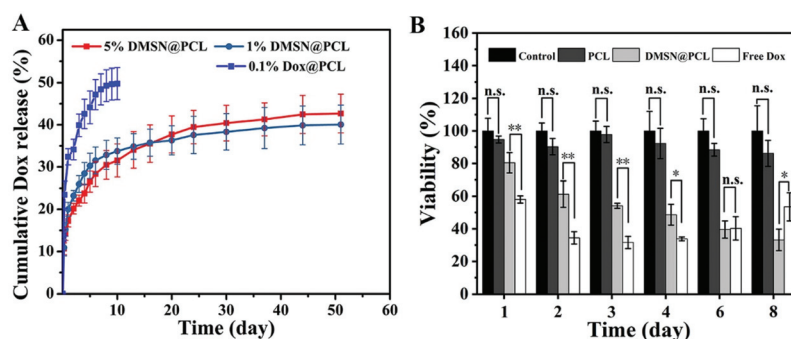 A
5% DMSN@PCL 1% DMSN@PCL
0.1% Dox@PCL
Cumulative Dox release (%)
60
50
40
30
20
10
0
0 10 20 30 40 50 60
Time (day)
B
Control PCL DMSN@PCL Free Dox
Viability (%)
160
140
120
100
80
60
40
20
0
n.s. n.s. n.s. n.s. n.s. n.s.
** ** ** * n.s. *
1 2 3 4 6 8
Time (day)